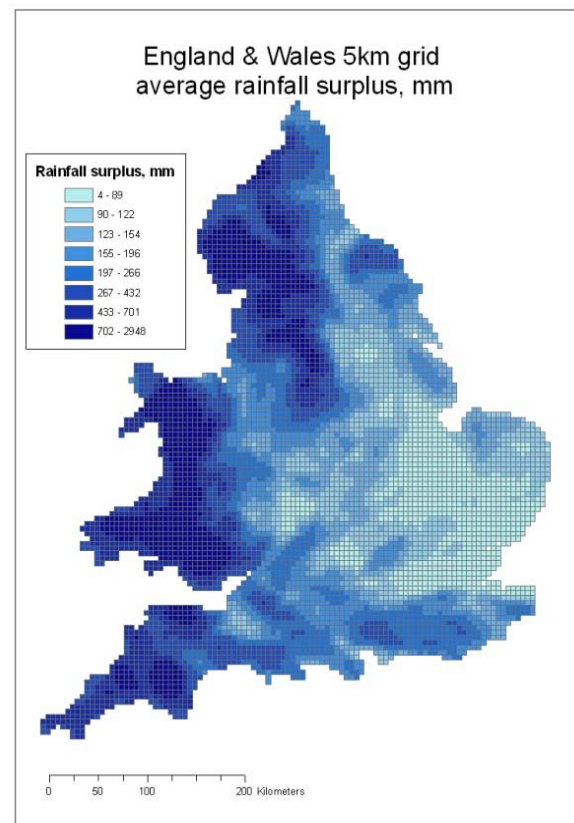 England & Wales 5km grid
average rainfall surplus, mm
Rainfall surplus, mm
4 - 89
90 - 122
123 - 154
155 - 196
197 - 266
267 - 432
433 - 701
702 - 2948
0 50 100 200 Kilometers